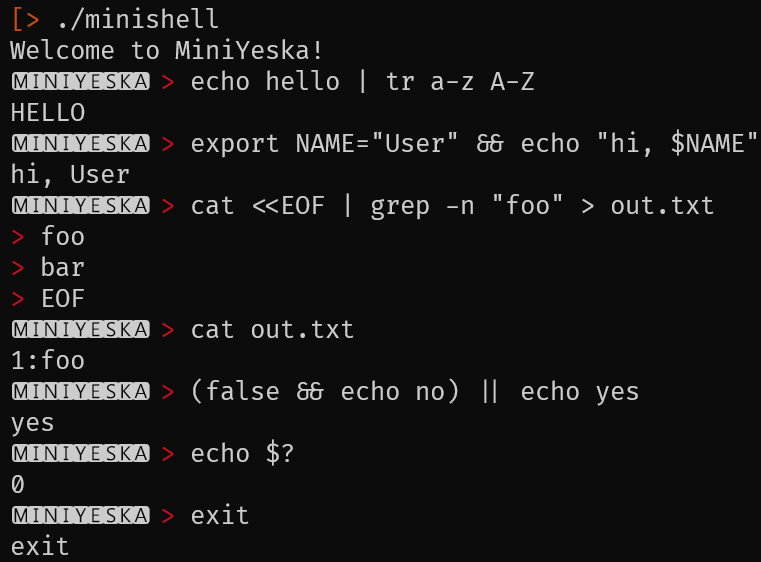 [> ./minishell
Welcome to MiniYeska!
MINIYESKA > echo hello | tr a-z A-Z
HELLO
MINIYESKA > export NAME="User" && echo "hi, $NAME"
hi, User
MINIYESKA > cat <<EOF | grep -n "foo" > out.txt
> foo
> bar
> EOF
MINIYESKA > cat out.txt
1:foo
MINIYESKA > (false && echo no) || echo yes
yes
MINIYESKA > echo $?
0
MINIYESKA > exit
exit